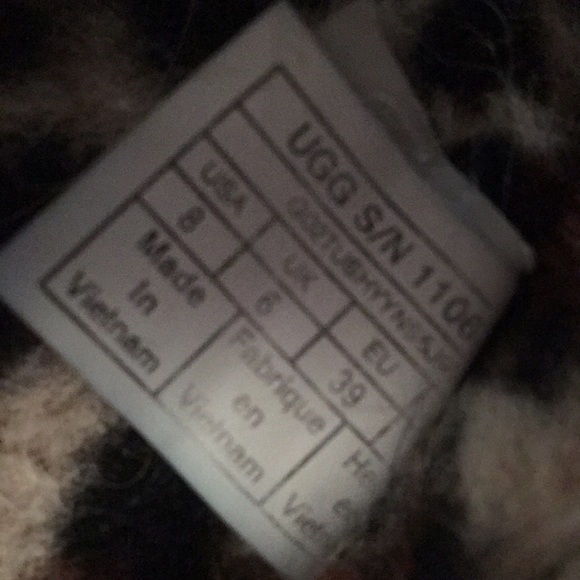 UGG S/N 1106
USA UK EU
8 6 39
Made Fabrique
In en
Vietnam Vietnam